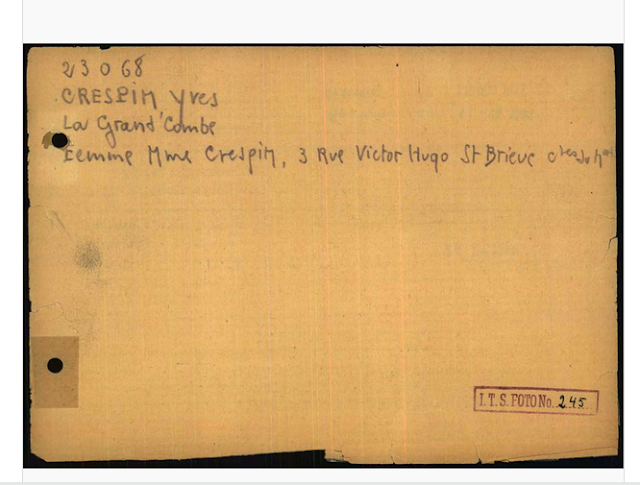 23068
CRESPIN Yves
La Grand'Combe
Femme Mme Crespin, 3 Rue Victor Hugo St Brieuc
I.T.S. FOTO No. 245